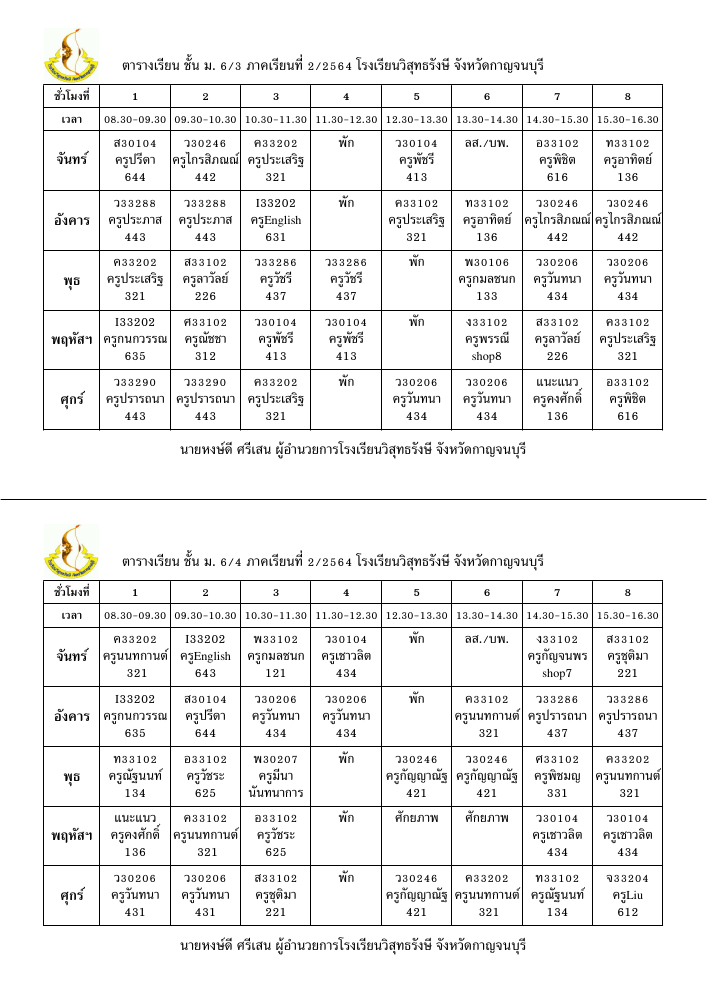 ตารางเรียน ชั้น ม. 6/3 ภาคเรียนที่ 2/2564 โรงเรียนวิสุทธรังษี จังหวัดกาญจนบุรี
ชั่วโมงที่ 1 2 3 4 5 6 7 8
เวลา 08.30-09.30 09.30-10.30 10.30-11.30 11.30-12.30 12.30-13.30 13.30-14.30 14.30-15.30 15.30-16.30
ส30104 ว30246 ค33202 พัก ว30104 ลส./บพ. อ33102 ท33102
จันทร์ ครูปรีดา ครูไกรสิภณณ์ ครูประเสริฐ ครูพัชรี ครูพิชิต ครูอาทิตย์
644 442 321 413 616 136
ว33288 ว33288 I33202 พัก ค33102 ท33102 ว30246 ว30246
อังคาร ครูประภาส ครูประภาส ครูEnglish ครูประเสริฐ ครูอาทิตย์ ครูไกรสิภณณ์ ครูไกรสิภณณ์
443 443 631 321 136 442 442
ค33202 ส33102 ว33286 ว33286 พัก พ30106 ว30206 ว30206
พุธ ครูประเสริฐ ครูลาวัลย์ ครูวัชรี ครูวัชรี ครูกมลชนก ครูวันทนา ครูวันทนา
321 226 437 437 133 434 434
I33202 ศ33102 ว30104 ว30104 พัก ง33102 ส33102 ค33102
พฤหัสฯ ครูกนกวรรณ ครูณัชชา ครูพัชรี ครูพัชรี ครูพรรณี ครูลาวัลย์ ครูประเสริฐ
635 312 413 413 shop8 226 321
ว33290 ว33290 ค33202 พัก ว30206 ว30206 แนะแนว อ33102
ศุกร์ ครูปรารถนา ครูปรารถนา ครูประเสริฐ ครูวันทนา ครูวันทนา ครูคงศักดิ์ ครูพิชิต
443 443 321 434 434 136 616
นายหงษ์ดี ศรีเสน ผู้อำนวยการโรงเรียนวิสุทธรังษี จังหวัดกาญจนบุรี
ตารางเรียน ชั้น ม. 6/4 ภาคเรียนที่ 2/2564 โรงเรียนวิสุทธรังษี จังหวัดกาญจนบุรี
ชั่วโมงที่ 1 2 3 4 5 6 7 8
เวลา 08.30-09.30 09.30-10.30 10.30-11.30 11.30-12.30 12.30-13.30 13.30-14.30 14.30-15.30 15.30-16.30
ค33202 I33202 พ33102 ว30104 พัก ลส./บพ. ง33102 ส33102
จันทร์ ครูนนทกานต์ ครูEnglish ครูกมลชนก ครูเชาวลิต ครูกัญจนพร ครูชุติมา
321 643 121 434 shop7 221
I33202 ส30104 ว30206 ว30206 พัก ค33102 ว33286 ว33286
อังคาร ครูกนกวรรณ ครูปรีดา ครูวันทนา ครูวันทนา ครูนนทกานต์ ครูปรารถนา ครูปรารถนา
635 644 434 434 321 437 437
ท33102 อ33102 พ30207 พัก ว30246 ว30246 ศ33102 ค33202
พุธ ครูณัฐนนท์ ครูวัชระ ครูมีนา ครูกัญญาณัฐ ครูกัญญาณัฐ ครูพิชมญ ครูนนทกานต์
134 625 นันทนาการ 421 421 331 321
แนะแนว ค33102 อ33102 พัก ศักยภาพ ศักยภาพ ว30104 ว30104
พฤหัสฯ ครูคงศักดิ์ ครูนนทกานต์ ครูวัชระ ครูเชาวลิต ครูเชาวลิต
136 321 625 434 434
ว30206 ว30206 ส33102 พัก ว30246 ค33202 ท33102 จ33204
ศุกร์ ครูวันทนา ครูวันทนา ครูชุติมา ครูกัญญาณัฐ ครูนนทกานต์ ครูณัฐนนท์ ครูLiu
431 431 221 421 321 134 612
นายหงษ์ดี ศรีเสน ผู้อำนวยการโรงเรียนวิสุทธรังษี จังหวัดกาญจนบุรี